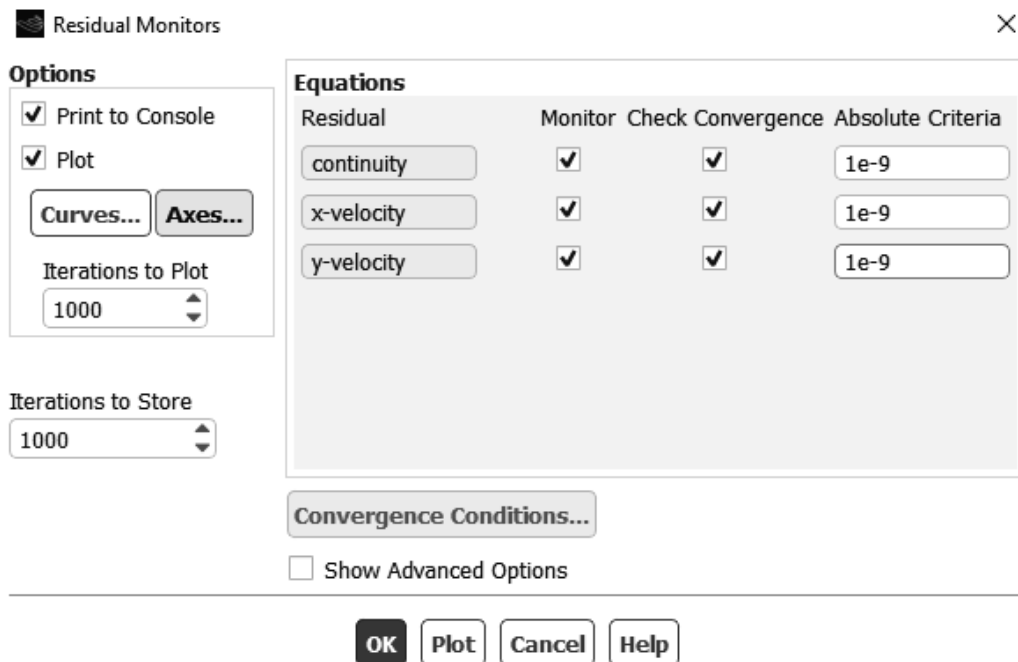 Residual Monitors
Options
Print to Console
Plot
Curves... Axes...
Iterations to Plot
1000
Iterations to Store
1000
Equations
Residual Monitor Check Convergence Absolute Criteria
continuity 1e-9
x-velocity 1e-9
y-velocity 1e-9
Convergence Conditions...
Show Advanced Options
OK Plot Cancel Help